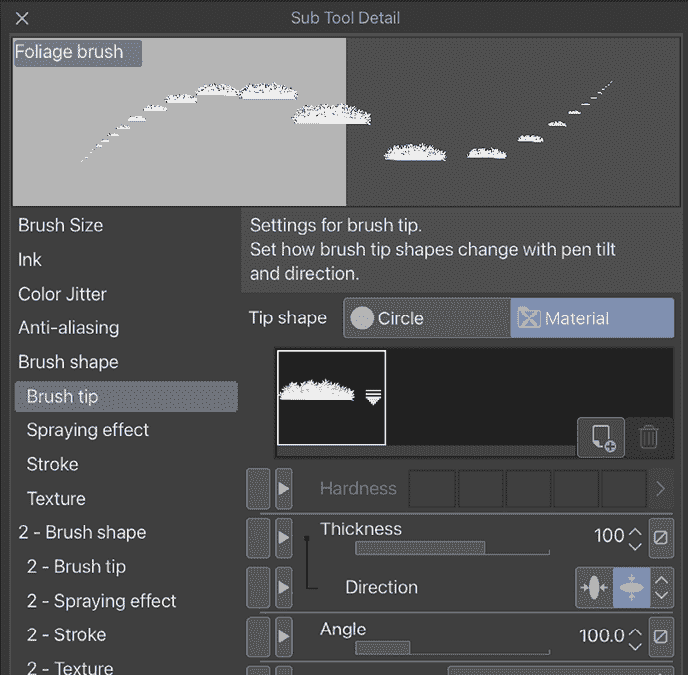 Sub Tool Detail
Foliage brush
Brush Size
Ink
Color Jitter
Anti-aliasing
Brush shape
Brush tip
Spraying effect
Stroke
Texture
2 - Brush shape
2 - Brush tip
2 - Spraying effect
2 - Stroke
2 - Texture
Settings for brush tip.
Set how brush tip shapes change with pen tilt
and direction.
Tip shape Circle Material
Hardness
Thickness 100
Direction
Angle 100.0